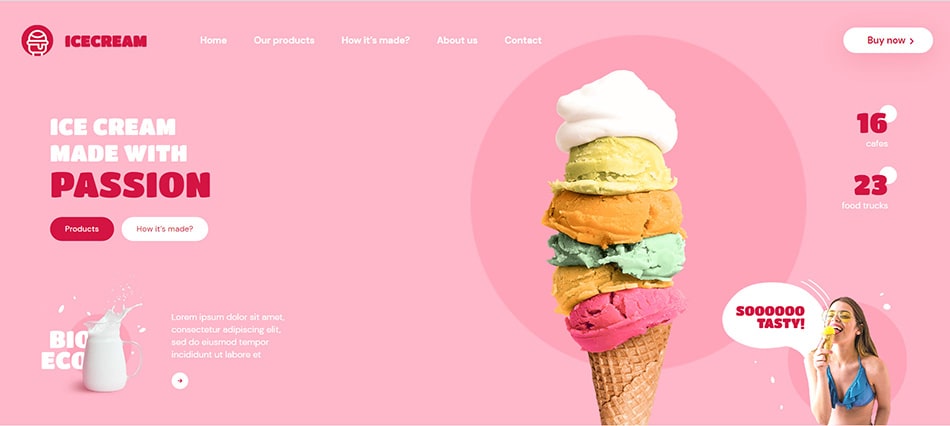 ICECREAM
Home
Our products
How it's made?
About us
Contact
Buy now
ICE CREAM
MADE WITH
PASSION
Products
How it's made?
16
cafes
23
food trucks
BIO
ECO
Lorem ipsum dolor sit amet,
consectetur adipiscing elit,
sed do eiusmod tempor
incididunt ut labore et
SOOOOOO
TASTY!